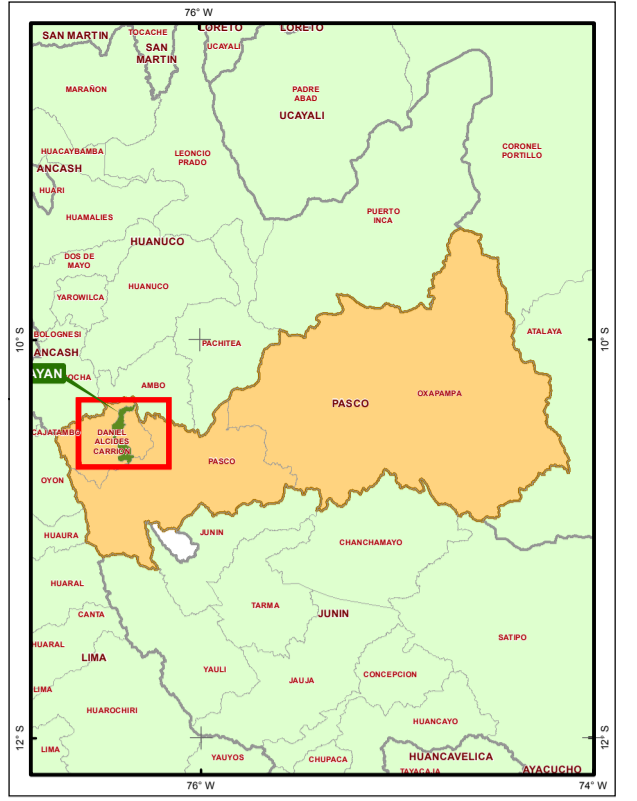 76° W
SAN MARTIN
TOCACHE
LORETO
LORETO
SAN
MARTIN
UCAYALI
MARAÑON
PADRE
ABAD
UCAYALI
HUACAYBAMBA
LEONCIO
PRADO
CORONEL
PORTILLO
ANCASH
HUARI
HUAMALIES
PUERTO
INCA
HUANUCO
DOS DE
MAYO
HUANUCO
YAROWILCA
BOLOGNESI
10° S
PACHITEA
ATALAYA
10° S
ANCASH
AYAN
OCHA
AMBO
PASCO
OXAPAMPA
CAJATAMBO
DANIEL
ALCIDES
CARRION
PASCO
OYON
HUAURA
JUNIN
CHANCHAMAYO
HUARAL
CANTA
TARMA
JUNIN
HUARAL
LIMA
SATIPO
YAULI
JAUJA
CONCEPCION
LIMA
HUAROCHIRI
HUANCAYO
12° S
LIMA
YAUYOS
CHUPACA
HUANCAVELICA
TAYACAJA
AYACUCHO
12° S
76° W
74° W